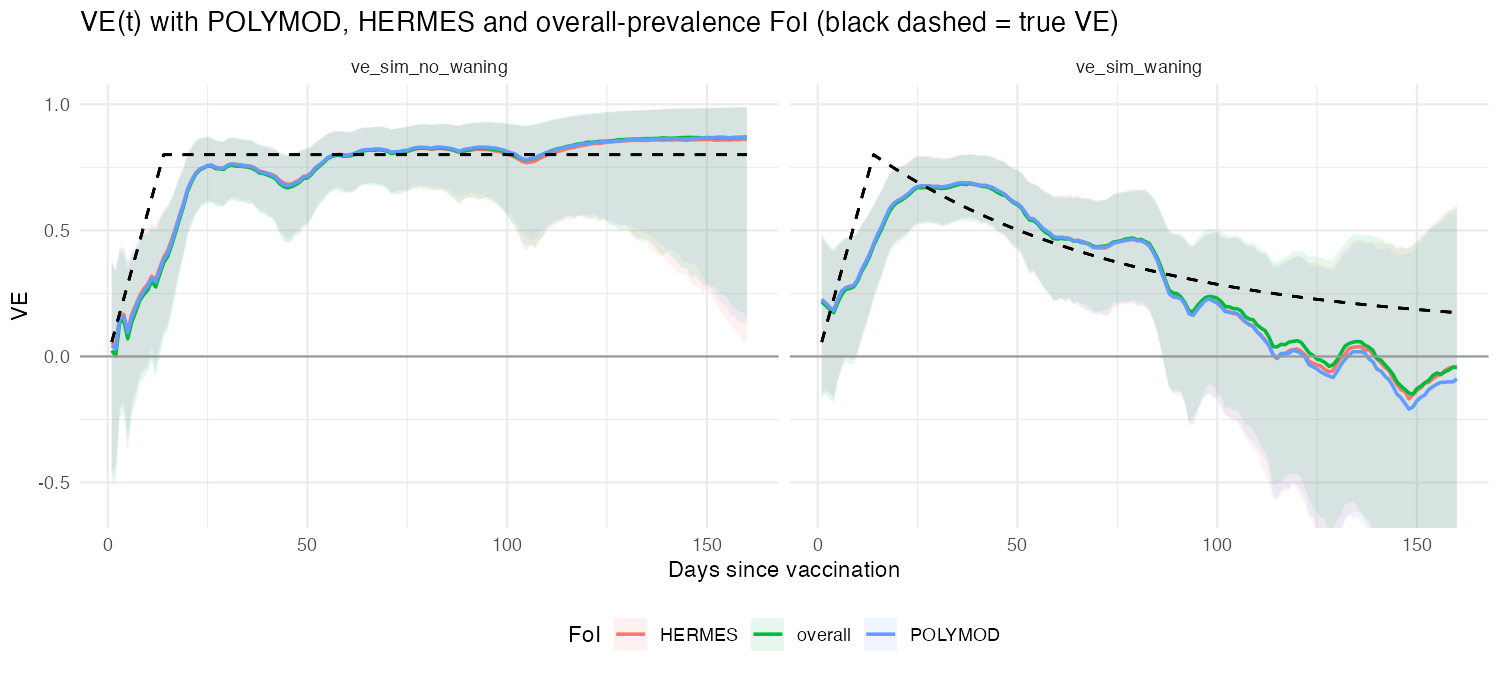 VE(t) with POLYMOD, HERMES and overall-prevalence FoI (black dashed = true VE)
ve_sim_no_waning ve_sim_waning
1.0
0.5
0.0
-0.5
VE
0 50 100 150 0 50 100 150
Days since vaccination
FoI HERMES overall POLYMOD